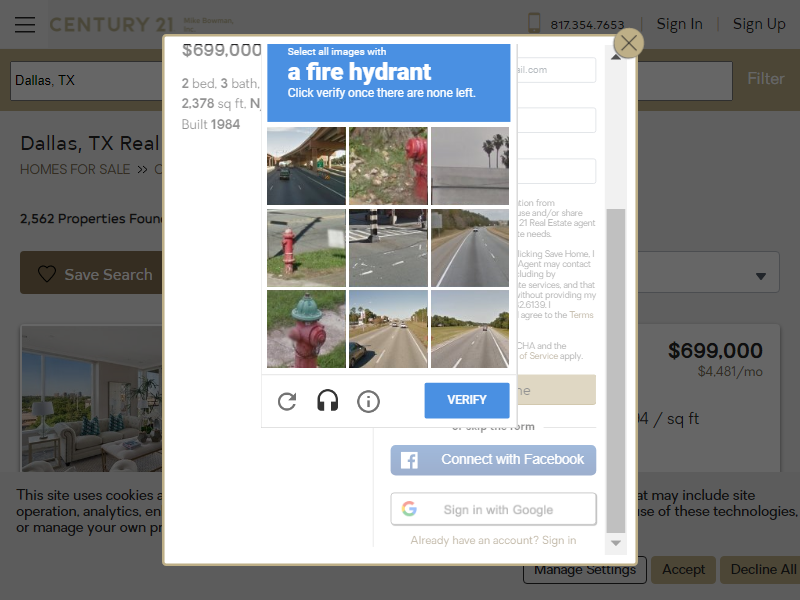 CENTURY 21
Mike Bowman,
Inc.
817.354.7653
Sign In
Sign Up
Dallas, TX
Filter
Dallas, TX Real
HOMES FOR SALE >>
2,562 Properties Foun
Save Search
$699,000
2 bed, 3 bath,
2,378 sq ft,
Built 1984
Select all images with
a fire hydrant
Click verify once there are none left.
VERIFY
ail.com
tion from
use and/or share
21 Real Estate agent
te needs.
licking Save Home, I
Agent may contact
cluding by
te services, and that
without providing my
2.6139. I
I agree to the Terms
CHA and the
of Service apply.
me
or skip the form
Connect with Facebook
Sign in with Google
Already have an account? Sign in
$699,000
$4,481/mo
/ sq ft
This site uses cookies a
operation, analytics, en
or manage your own pr
at may include site
use of these technologies,
Manage Settings
Accept
Decline All